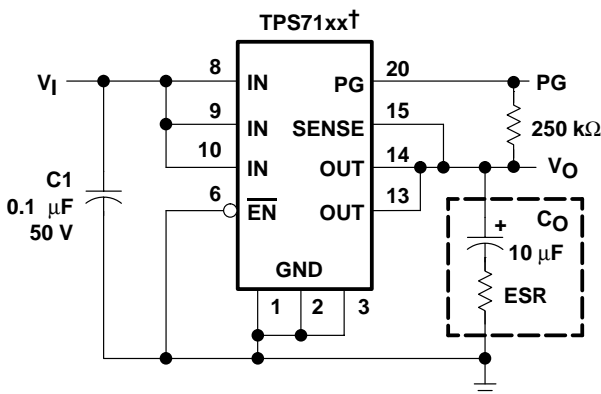 TPS71xx†
VI
8
IN
PG
20
PG
9
IN
SENSE
15
250 kΩ
10
IN
OUT
14
VO
C1
0.1 µF
50 V
6
EN
OUT
13
CO
+
10 µF
ESR
GND
1
2
3